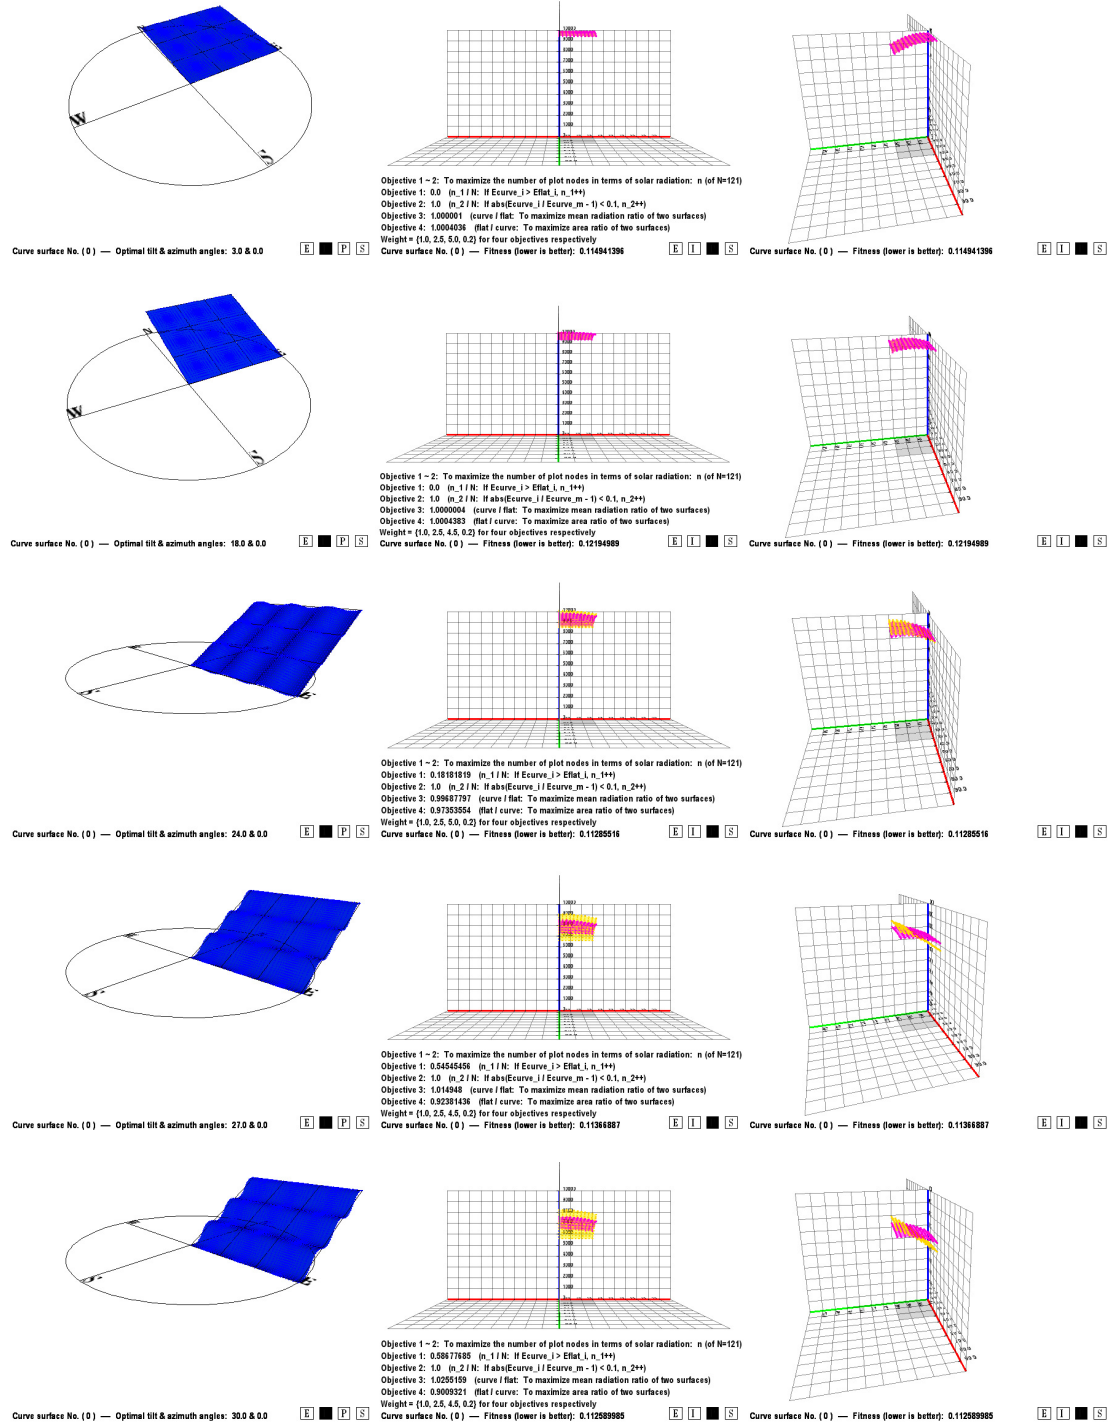 N
E
W
S
Objective 1 ~ 2: To maximize the number of plot nodes in terms of solar radiation: n (of N=121)
Objective 1: 0.0 (n_1 / N: If Ecurve_i > Eflat_i, n_1++)
Objective 2: 1.0 (n_2 / N: If abs(Ecurve_i / Ecurve_m - 1) < 0.1, n_2++)
Objective 3: 1.000001 (curve / flat: To maximize mean radiation ratio of two surfaces)
Objective 4: 1.0004036 (flat / curve: To maximize area ratio of two surfaces)
Weight = {1.0, 2.5, 5.0, 0.2} for four objectives respectively
Curve surface No. ( 0 ) — Optimal tilt & azimuth angles: 3.0 & 0.0 E P S
Curve surface No. ( 0 ) — Fitness (lower is better): 0.114941396 E I S
Curve surface No. ( 0 ) — Fitness (lower is better): 0.114941396 E I S
N
W
S
Objective 1 ~ 2: To maximize the number of plot nodes in terms of solar radiation: n (of N=121)
Objective 1: 0.0 (n_1 / N: If Ecurve_i > Eflat_i, n_1++)
Objective 2: 1.0 (n_2 / N: If abs(Ecurve_i / Ecurve_m - 1) < 0.1, n_2++)
Objective 3: 1.0000004 (curve / flat: To maximize mean radiation ratio of two surfaces)
Objective 4: 1.0004383 (flat / curve: To maximize area ratio of two surfaces)
Weight = {1.0, 2.5, 4.5, 0.2} for four objectives respectively
Curve surface No. ( 0 ) — Optimal tilt & azimuth angles: 18.0 & 0.0 E P S
Curve surface No. ( 0 ) — Fitness (lower is better): 0.12194989 E I S
Curve surface No. ( 0 ) — Fitness (lower is better): 0.12194989 E I S
E
Objective 1 ~ 2: To maximize the number of plot nodes in terms of solar radiation: n (of N=121)
Objective 1: 0.18181819 (n_1 / N: If Ecurve_i > Eflat_i, n_1++)
Objective 2: 1.0 (n_2 / N: If abs(Ecurve_i / Ecurve_m - 1) < 0.1, n_2++)
Objective 3: 0.99687797 (curve / flat: To maximize mean radiation ratio of two surfaces)
Objective 4: 0.97353554 (flat / curve: To maximize area ratio of two surfaces)
Weight = {1.0, 2.5, 5.0, 0.2} for four objectives respectively
Curve surface No. ( 0 ) — Optimal tilt & azimuth angles: 24.0 & 0.0 E P S
Curve surface No. ( 0 ) — Fitness (lower is better): 0.11285516 E I S
Curve surface No. ( 0 ) — Fitness (lower is better): 0.11285516 E I S
E
Objective 1 ~ 2: To maximize the number of plot nodes in terms of solar radiation: n (of N=121)
Objective 1: 0.54545456 (n_1 / N: If Ecurve_i > Eflat_i, n_1++)
Objective 2: 1.0 (n_2 / N: If abs(Ecurve_i / Ecurve_m - 1) < 0.1, n_2++)
Objective 3: 1.014948 (curve / flat: To maximize mean radiation ratio of two surfaces)
Objective 4: 0.92381436 (flat / curve: To maximize area ratio of two surfaces)
Weight = {1.0, 2.5, 4.5, 0.2} for four objectives respectively
Curve surface No. ( 0 ) — Optimal tilt & azimuth angles: 27.0 & 0.0 E P S
Curve surface No. ( 0 ) — Fitness (lower is better): 0.11366887 E I S
Curve surface No. ( 0 ) — Fitness (lower is better): 0.11366887 E I S
E
Objective 1 ~ 2: To maximize the number of plot nodes in terms of solar radiation: n (of N=121)
Objective 1: 0.58677685 (n_1 / N: If Ecurve_i > Eflat_i, n_1++)
Objective 2: 1.0 (n_2 / N: If abs(Ecurve_i / Ecurve_m - 1) < 0.1, n_2++)
Objective 3: 1.0255159 (curve / flat: To maximize mean radiation ratio of two surfaces)
Objective 4: 0.9009321 (flat / curve: To maximize area ratio of two surfaces)
Weight = {1.0, 2.5, 4.5, 0.2} for four objectives respectively
Curve surface No. ( 0 ) — Optimal tilt & azimuth angles: 30.0 & 0.0 E P S
Curve surface No. ( 0 ) — Fitness (lower is better): 0.112589985 E I S
Curve surface No. ( 0 ) — Fitness (lower is better): 0.112589985 E I S